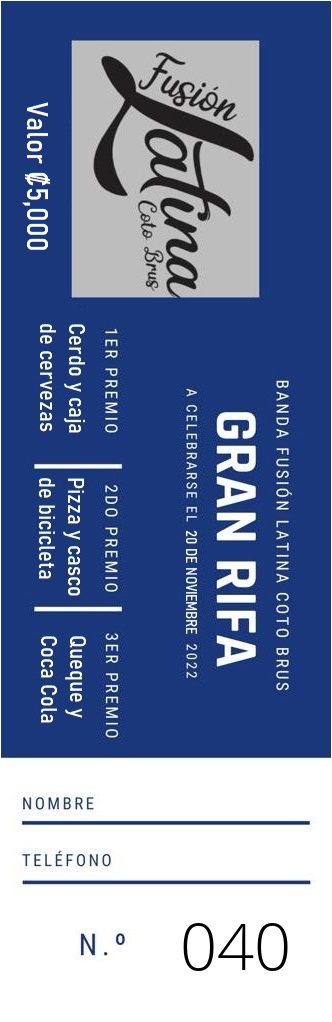 Fusión
Latina
Coto Brus
Valor ₡5,000
BANDA FUSIÓN LATINA COTO BRUS
GRAN RIFA
A CELEBRARSE EL 20 DE NOVIEMBRE 2022
1ER PREMIO
Cerdo y caja
de cervezas
2DO PREMIO
Pizza y casco
de bicicleta
3ER PREMIO
Queque y
Coca Cola
NOMBRE
TELÉFONO
N.º 040